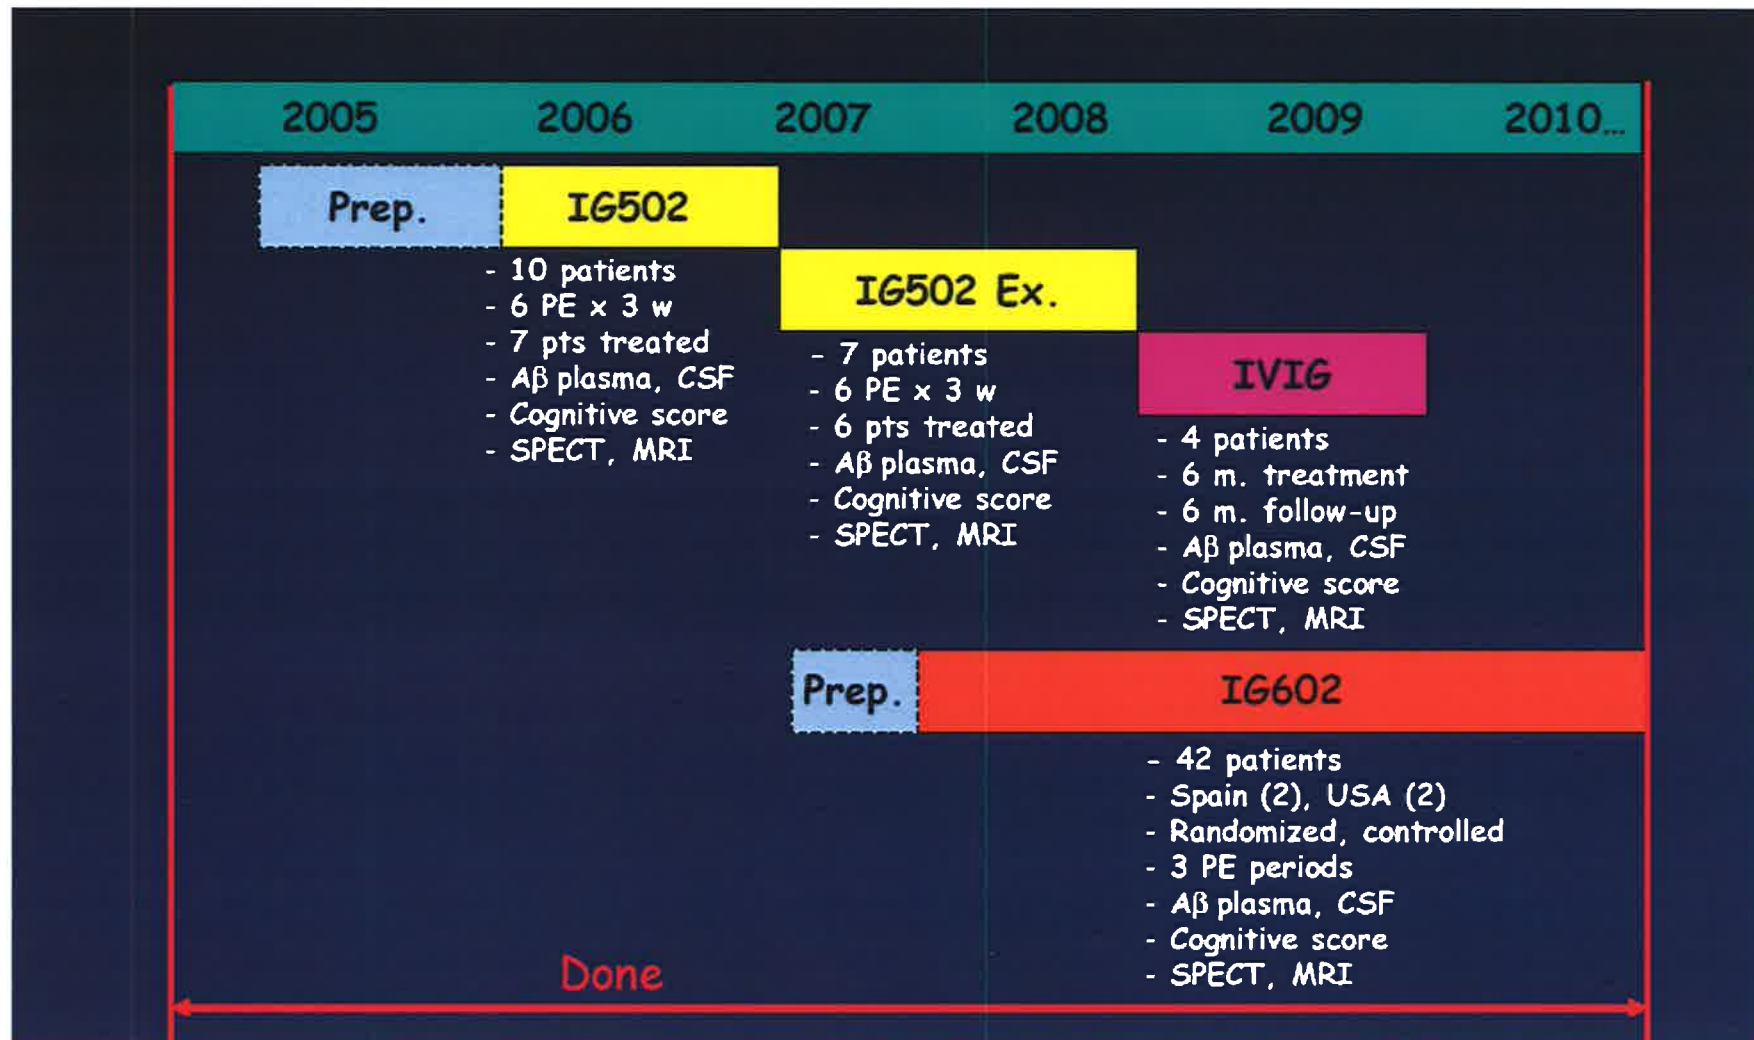 2005 2006 2007 2008 2009 2010...
Prep. IG502
- 10 patients
- 6 PE x 3 w
- 7 pts treated
- Aβ plasma, CSF
- Cognitive score
- SPECT, MRI
IG502 Ex.
- 7 patients
- 6 PE x 3 w
- 6 pts treated
- Aβ plasma, CSF
- Cognitive score
- SPECT, MRI
IVIG
- 4 patients
- 6 m. treatment
- 6 m. follow-up
- Aβ plasma, CSF
- Cognitive score
- SPECT, MRI
Prep. IG602
- 42 patients
- Spain (2), USA (2)
- Randomized, controlled
- 3 PE periods
- Aβ plasma, CSF
- Cognitive score
- SPECT, MRI
Done